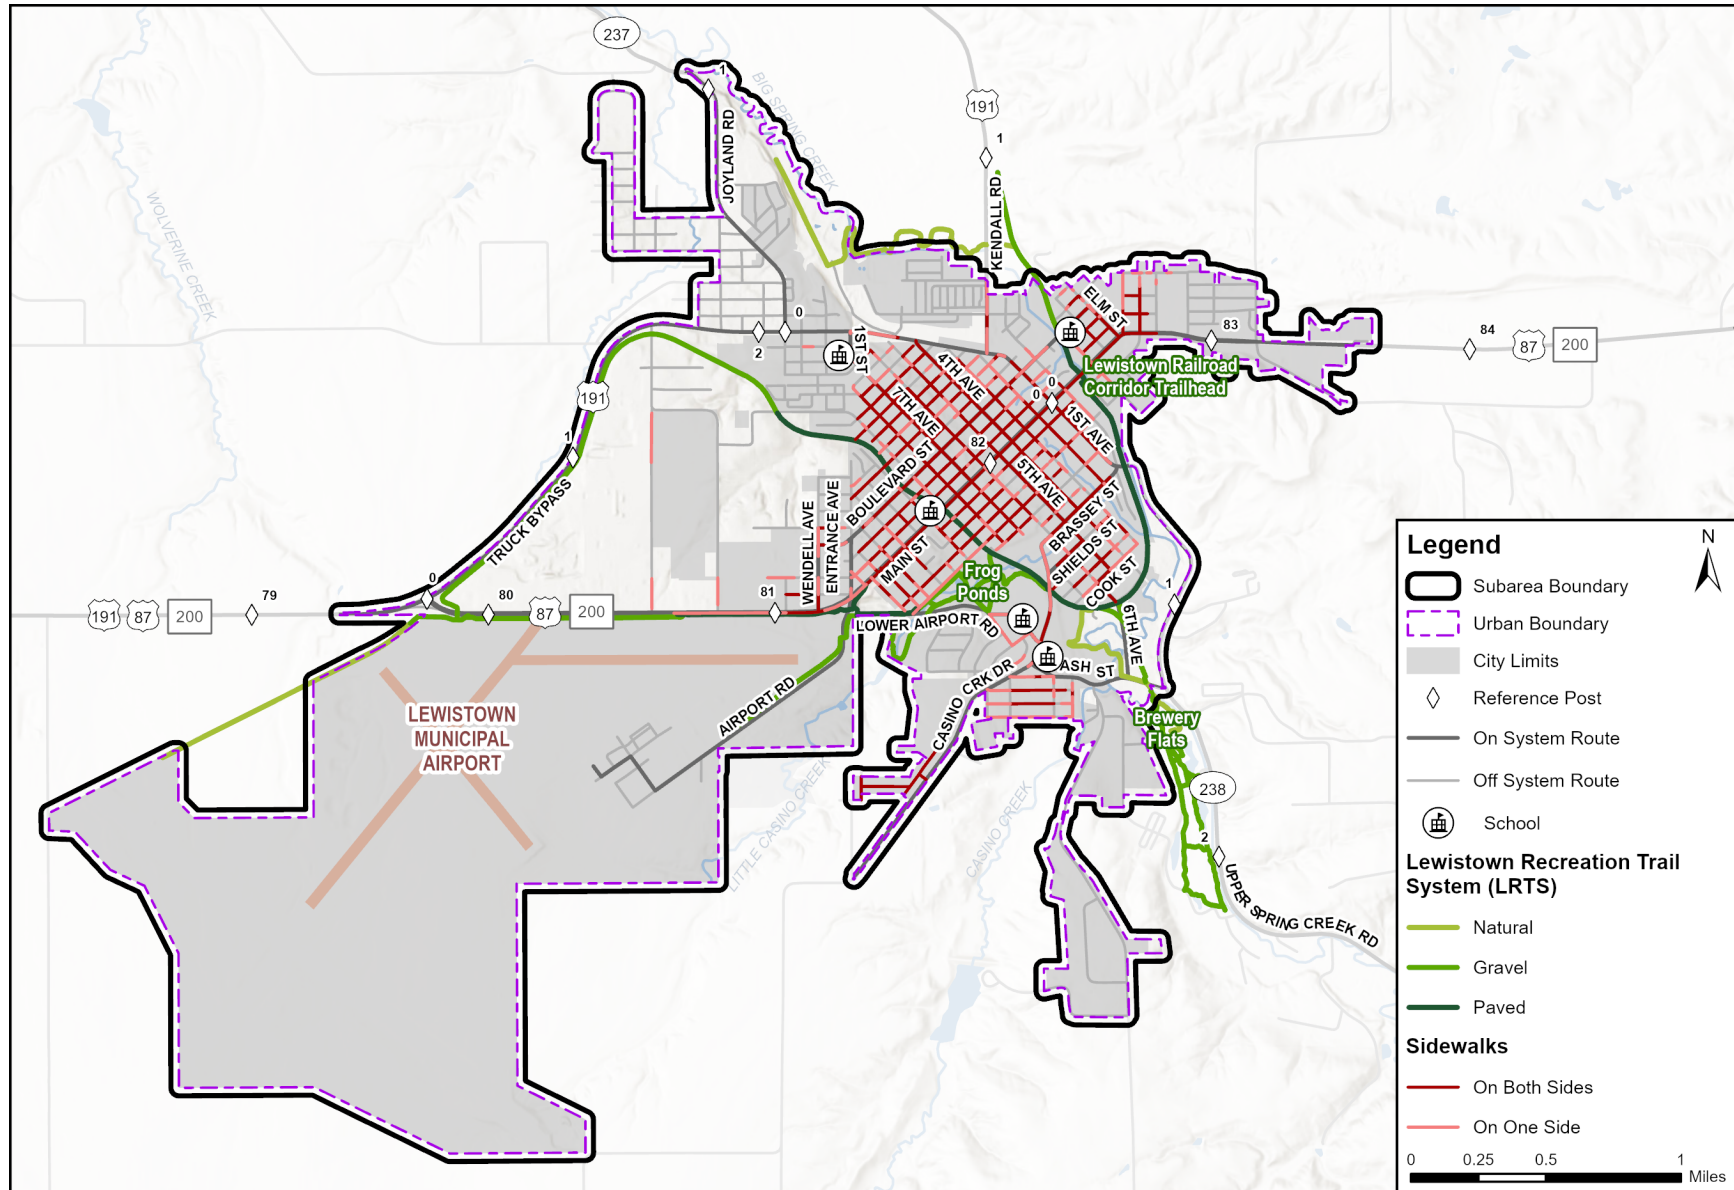 237
1
BIG SPRING CREEK
191
1
JOYLAND RD
WOLVERINE CREEK
KENDALL RD
ELM ST
0
2
1ST ST
83
84
87
200
4TH AVE
Lewistown Railroad
Corridor Trailhead
191
0
0
7TH AVE
1ST AVE
1
82
BOULEVARD ST
5TH AVE
TRUCK BYPASS
WENDELL AVE
ENTRANCE AVE
BRASSEY ST
SHIELDS ST
MAIN ST
Frog
Ponds
COOK ST
0
79
80
81
1
191
87
200
87
200
LOWER AIRPORT RD
6TH AVE
ASH ST
AIRPORT RD
CASINO CRK DR
LEWISTOWN
MUNICIPAL
AIRPORT
Brewery
Flats
238
LITTLE CASINO CREEK
CASINO CREEK
2
UPPER SPRING CREEK RD
Legend
N
Subarea Boundary
Urban Boundary
City Limits
Reference Post
On System Route
Off System Route
School
Lewistown Recreation Trail
System (LRTS)
Natural
Gravel
Paved
Sidewalks
On Both Sides
On One Side
0 0.25 0.5 1
Miles